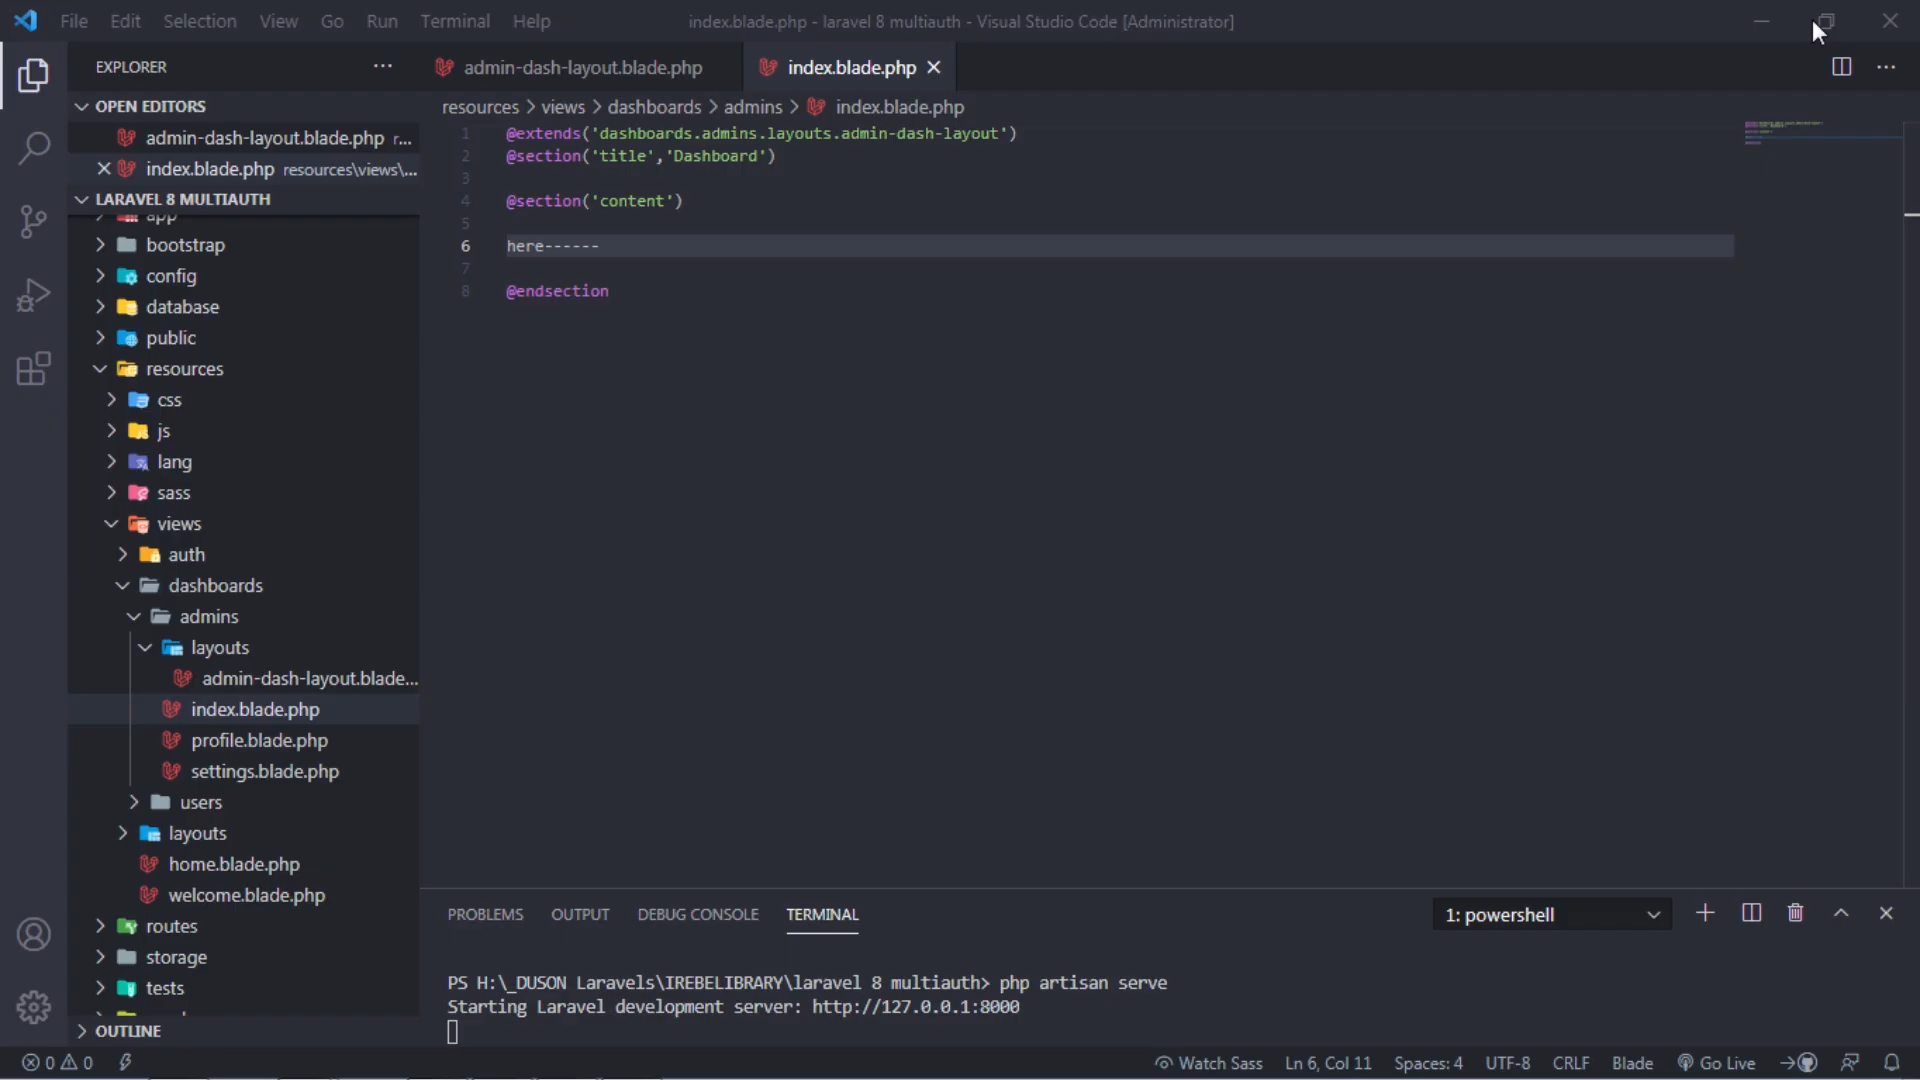 File Edit Selection View Go Run Terminal Help
index.blade.php - laravel 8 multiauth - Visual Studio Code [Administrator]
EXPLORER
OPEN EDITORS
admin-dash-layout.blade.php r...
index.blade.php resources\views\...
LARAVEL 8 MULTIAUTH
app
bootstrap
config
database
public
resources
css
js
lang
sass
views
auth
dashboards
admins
layouts
admin-dash-layout.blade...
index.blade.php
profile.blade.php
settings.blade.php
users
layouts
home.blade.php
welcome.blade.php
routes
storage
tests
OUTLINE
admin-dash-layout.blade.php
index.blade.php
resources > views > dashboards > admins > index.blade.php
1 @extends('dashboards.admins.layouts.admin-dash-layout')
2 @section('title','Dashboard')
3
4 @section('content')
5
6 here------
7
8 @endsection
PROBLEMS OUTPUT DEBUG CONSOLE TERMINAL
1: powershell
PS H:\_DUSON Laravels\IREBELIBRARY\laravel 8 multiauth> php artisan serve
Starting Laravel development server: http://127.0.0.1:8000
0 0
Watch Sass Ln 6, Col 11 Spaces: 4 UTF-8 CRLF Blade Go Live